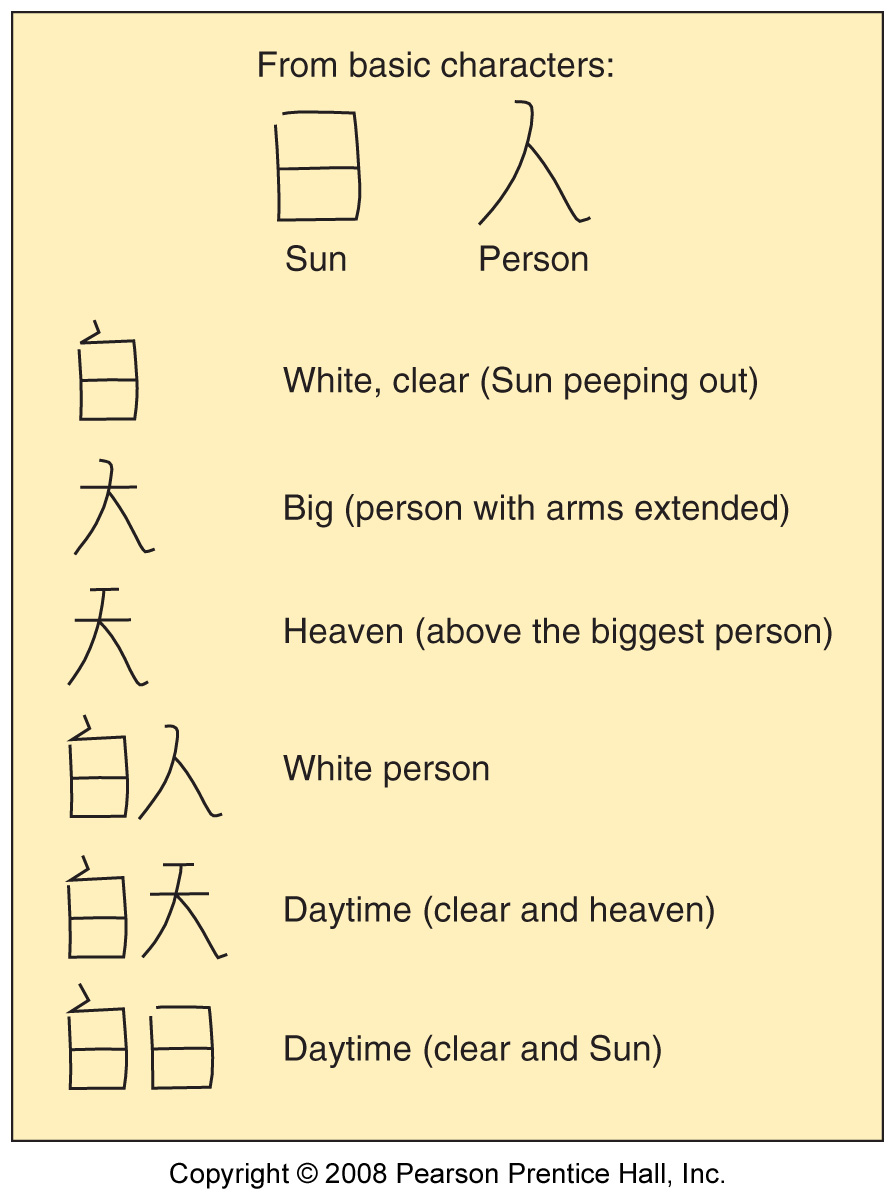 From basic characters:
日 人
Sun Person
白 White, clear (Sun peeping out)
大 Big (person with arms extended)
天 Heaven (above the biggest person)
白人 White person
白天 Daytime (clear and heaven)
白日 Daytime (clear and Sun)
Copyright © 2008 Pearson Prentice Hall, Inc.